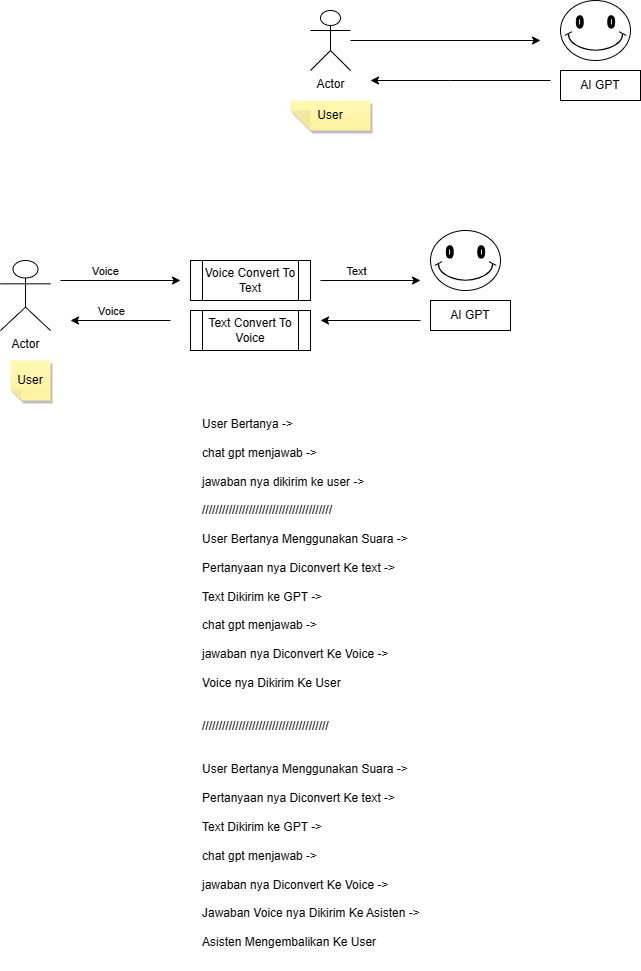 Actor
AI GPT
User
Voice
Voice Convert To
Text
Text
Voice
Text Convert To
Voice
AI GPT
Actor
User
User Bertanya ->
chat gpt menjawab ->
jawaban nya dikirim ke user ->
///////////////////////////////////////
User Bertanya Menggunakan Suara ->
Pertanyaan nya Diconvert Ke text ->
Text Dikirim ke GPT ->
chat gpt menjawab ->
jawaban nya Diconvert Ke Voice ->
Voice nya Dikirim Ke User
//////////////////////////////////////
User Bertanya Menggunakan Suara ->
Pertanyaan nya Diconvert Ke text ->
Text Dikirim ke GPT ->
chat gpt menjawab ->
jawaban nya Diconvert Ke Voice ->
Jawaban Voice nya Dikirim Ke Asisten ->
Asisten Mengembalikan Ke User